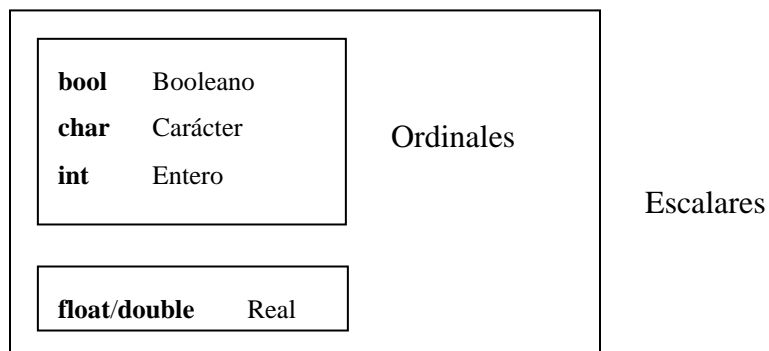 bool Booleano
char Carácter
int Entero
Ordinales
Escalares
float/double Real